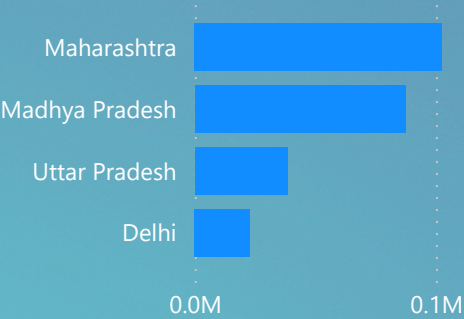 Maharashtra
Madhya Pradesh
Uttar Pradesh
Delhi
0.0M 0.1M